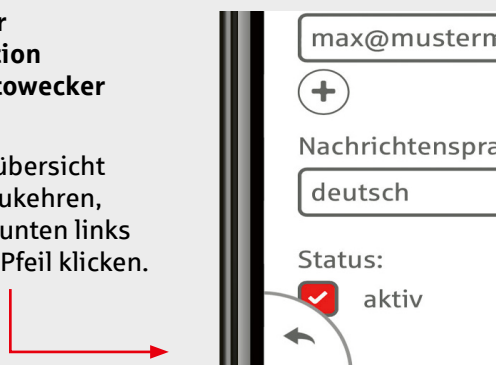 r
tion
towecker
übersicht
ukehren,
unten links
Pfeil klicken.
max@musterm
Nachrichtenspra
deutsch
Status:
aktiv